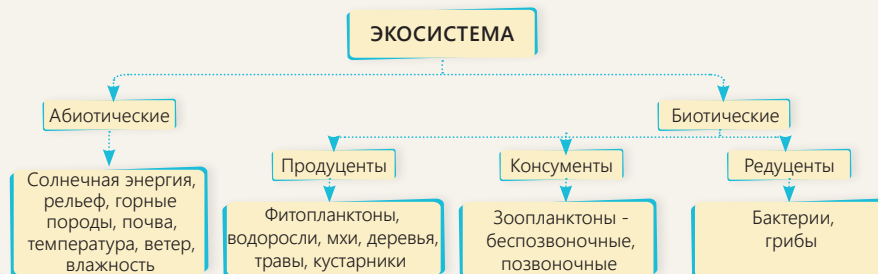 ЭКОСИСТЕМА
Абиотические
Биотические
Продуценты
Консументы
Редуценты
Солнечная энергия,
рельеф, горные
породы, почва,
температура, ветер,
влажность
Фитопланктоны,
водоросли, мхи, деревья,
травы, кустарники
Зоопланктоны -
беспозвоночные,
позвоночные
Бактерии,
грибы